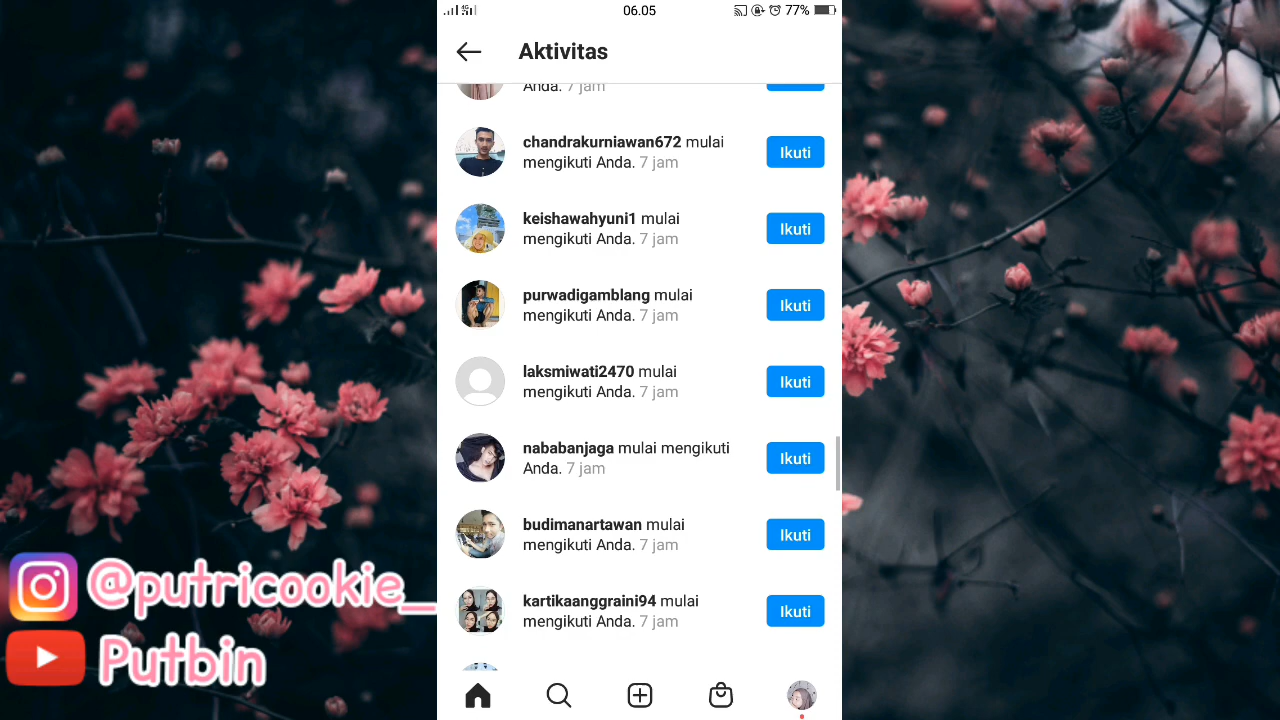 06.05
77%
Aktivitas
Anda. 7 jam
chandrakurniawan672 mulai
mengikuti Anda. 7 jam
Ikuti
keishawahyuni1 mulai
mengikuti Anda. 7 jam
Ikuti
purwadigamblang mulai
mengikuti Anda. 7 jam
Ikuti
laksmiwati2470 mulai
mengikuti Anda. 7 jam
Ikuti
nababanjaga mulai mengikuti
Anda. 7 jam
Ikuti
budimanartawan mulai
mengikuti Anda. 7 jam
Ikuti
kartikaanggraini94 mulai
mengikuti Anda. 7 jam
Ikuti
@putricookie_
Putbin